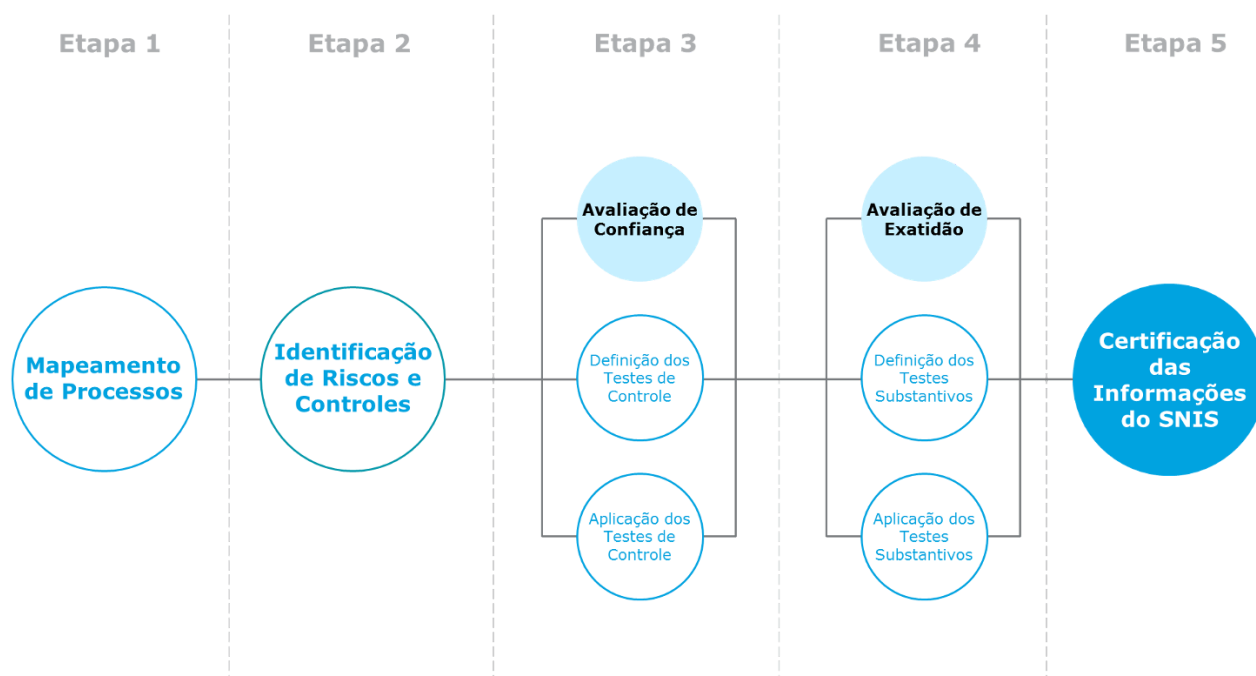 Etapa 1
Etapa 2
Etapa 3
Etapa 4
Etapa 5
Mapeamento
de Processos
Identificação
de Riscos e
Controles
Avaliação de
Confiança
Definição dos
Testes de
Controle
Aplicação dos
Testes de
Controle
Avaliação de
Exatidão
Definição dos
Testes
Substantivos
Aplicação dos
Testes
Substantivos
Certificação
das
Informações
do SNIS